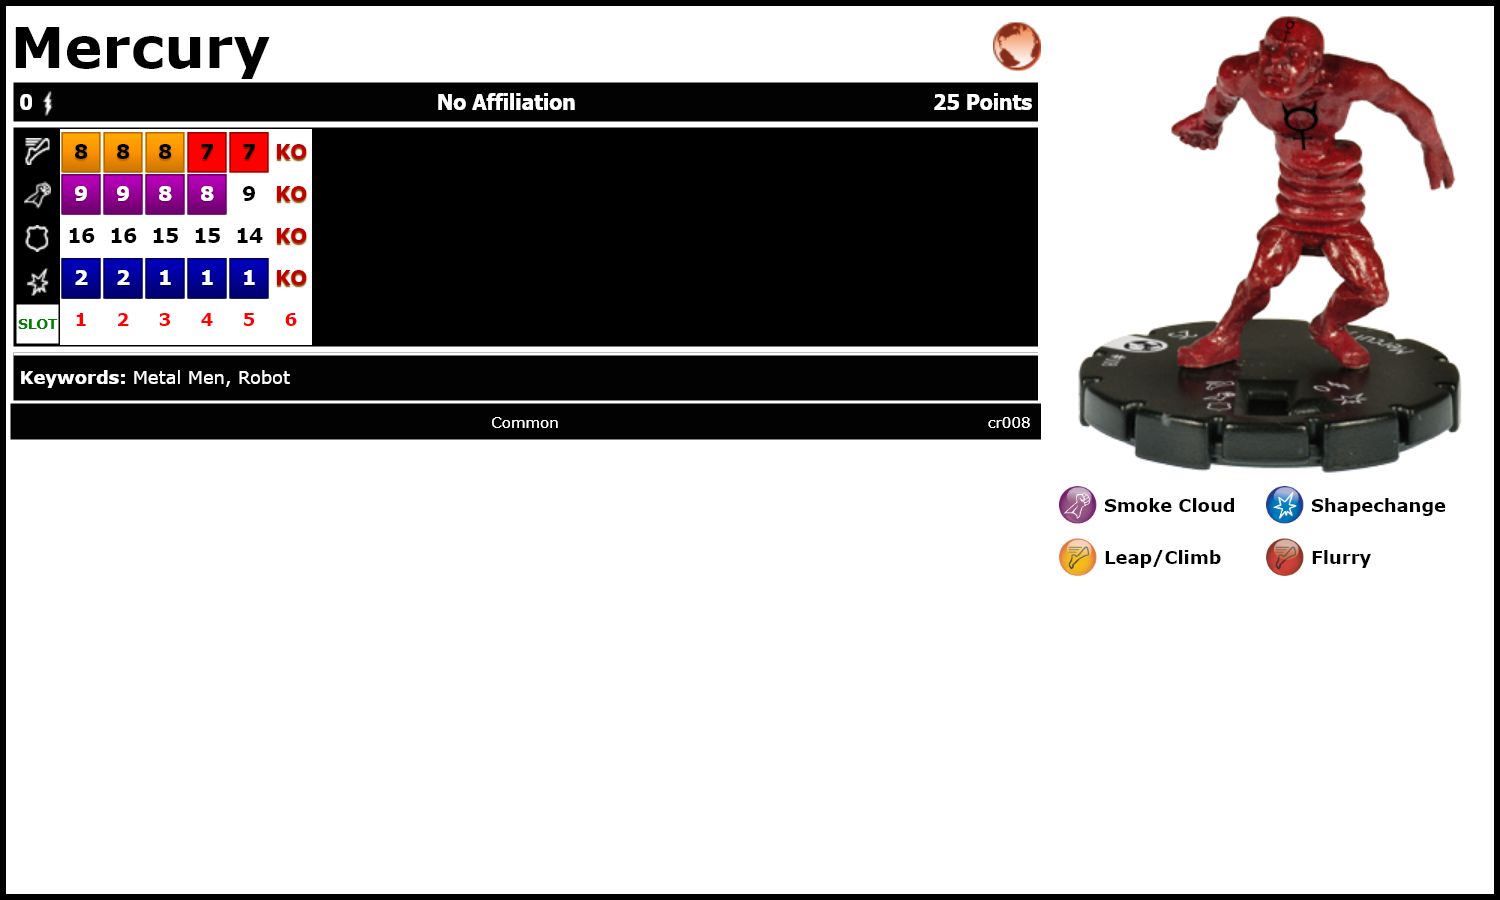 Mercury
0 No Affiliation 25 Points
8 8 8 7 7 KO
9 9 8 8 9 KO
16 16 15 15 14 KO
2 2 1 1 1 KO
SLOT 1 2 3 4 5 6
Keywords: Metal Men, Robot
Common cr008
Mercury
Smoke Cloud Shapechange
Leap/Climb Flurry